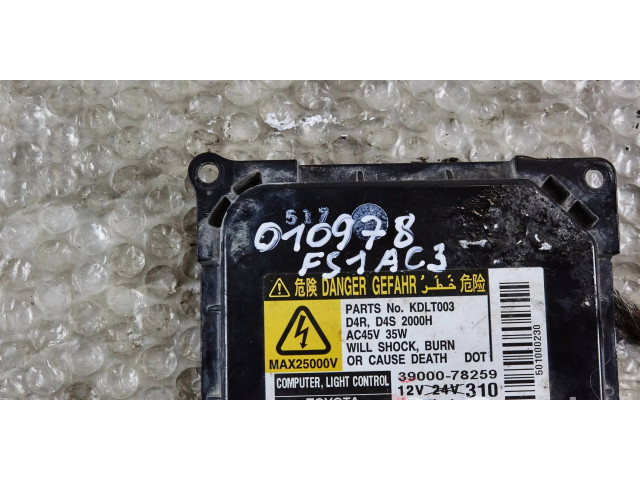 517
010978
FS1AC3
危険 DANGER GEFAHR خَطَر 危险
PARTS No. KDLT003
D4R, D4S 2000H
AC45V 35W
WILL SHOCK, BURN
OR CAUSE DEATH DOT
MAX25000V
COMPUTER, LIGHT CONTROL 39000-78259
12V 24V 310
TOYOTA
501000230